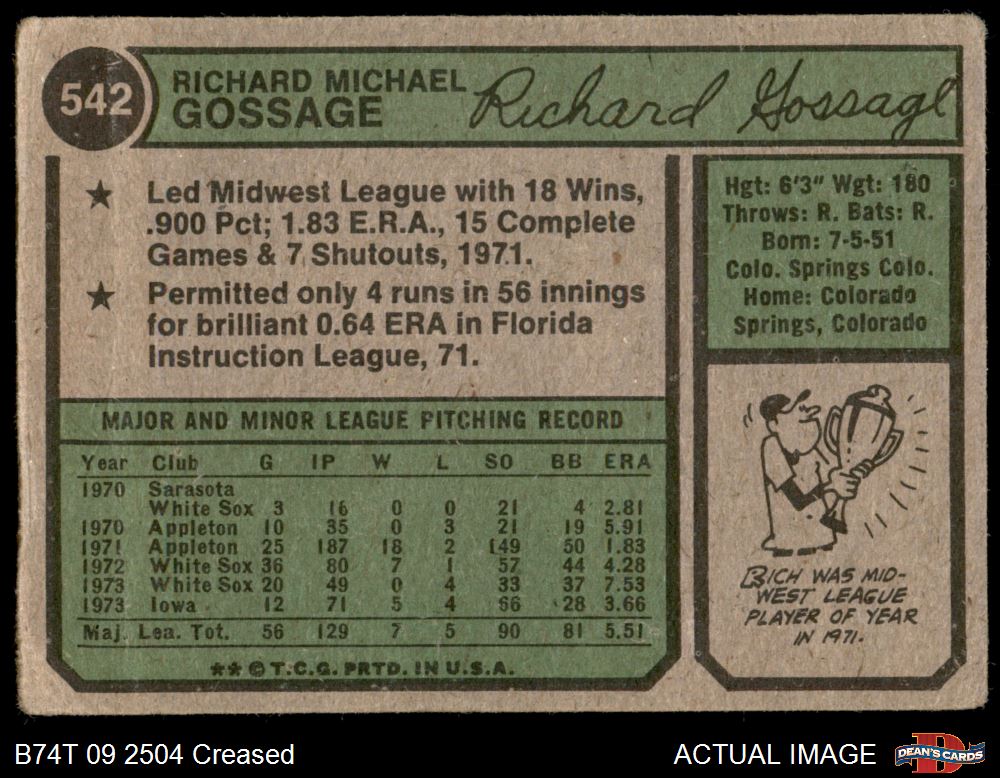 542
RICHARD MICHAEL
GOSSAGE
Richard Gossage
★ Led Midwest League with 18 Wins,
.900 Pct; 1.83 E.R.A., 15 Complete
Games & 7 Shutouts, 1971.
★ Permitted only 4 runs in 56 innings
for brilliant 0.64 ERA in Florida
Instruction League, 71.
Hgt: 6'3" Wgt: 180
Throws: R. Bats: R.
Born: 7-5-51
Colo. Springs Colo.
Home: Colorado
Springs, Colorado
MAJOR AND MINOR LEAGUE PITCHING RECORD
Year Club G IP W L SO BB ERA
1970 Sarasota
White Sox 3 16 0 0 21 4 2.81
1970 Appleton 10 35 0 3 21 19 5.91
1971 Appleton 25 187 18 2 149 50 1.83
1972 White Sox 36 80 7 1 57 44 4.28
1973 White Sox 20 49 0 4 33 37 7.53
1973 Iowa 12 71 5 4 66 28 3.66
Maj. Lea. Tot. 56 129 7 5 90 81 5.51
** © T.C.G. PRTD. IN U.S.A.
RICH WAS MID-
WEST LEAGUE
PLAYER OF YEAR
IN 1971.
B74T 09 2504 Creased
ACTUAL IMAGE
DEAN'S CARDS